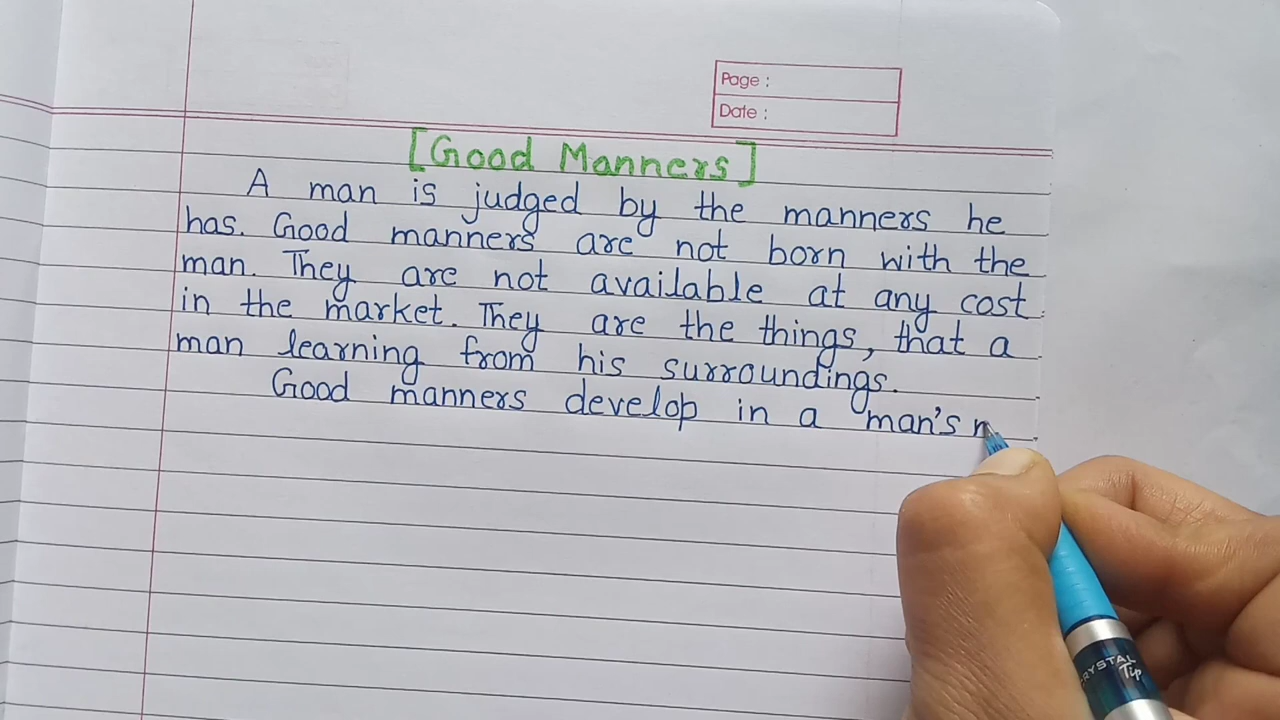 Page :
Date :
[Good Manners]
A man is judged by the manners he
has. Good manners are not born with the
man. They are not available at any cost
in the market. They are the things, that a
man learning from his surroundings.
Good manners develop in a man's
CRYSTAL
Tip